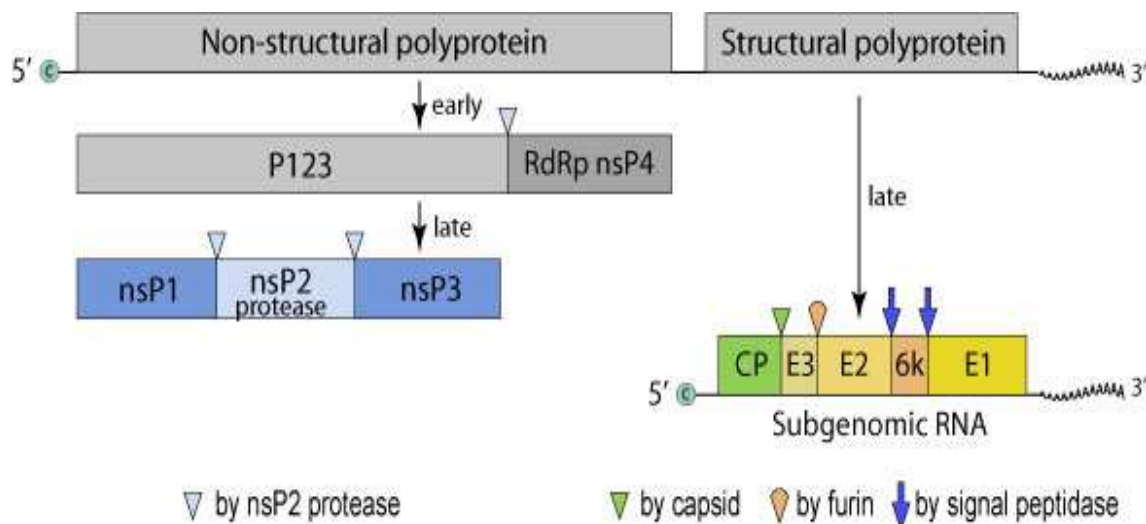 Non-structural polyprotein
Structural polyprotein
5′ c 3′
early
P123
RdRp nsP4
late
late
nsP1
nsP2
protease
nsP3
CP E3 E2 6k E1
5′ c 3′
Subgenomic RNA
by nsP2 protease
by capsid
by furin
by signal peptidase